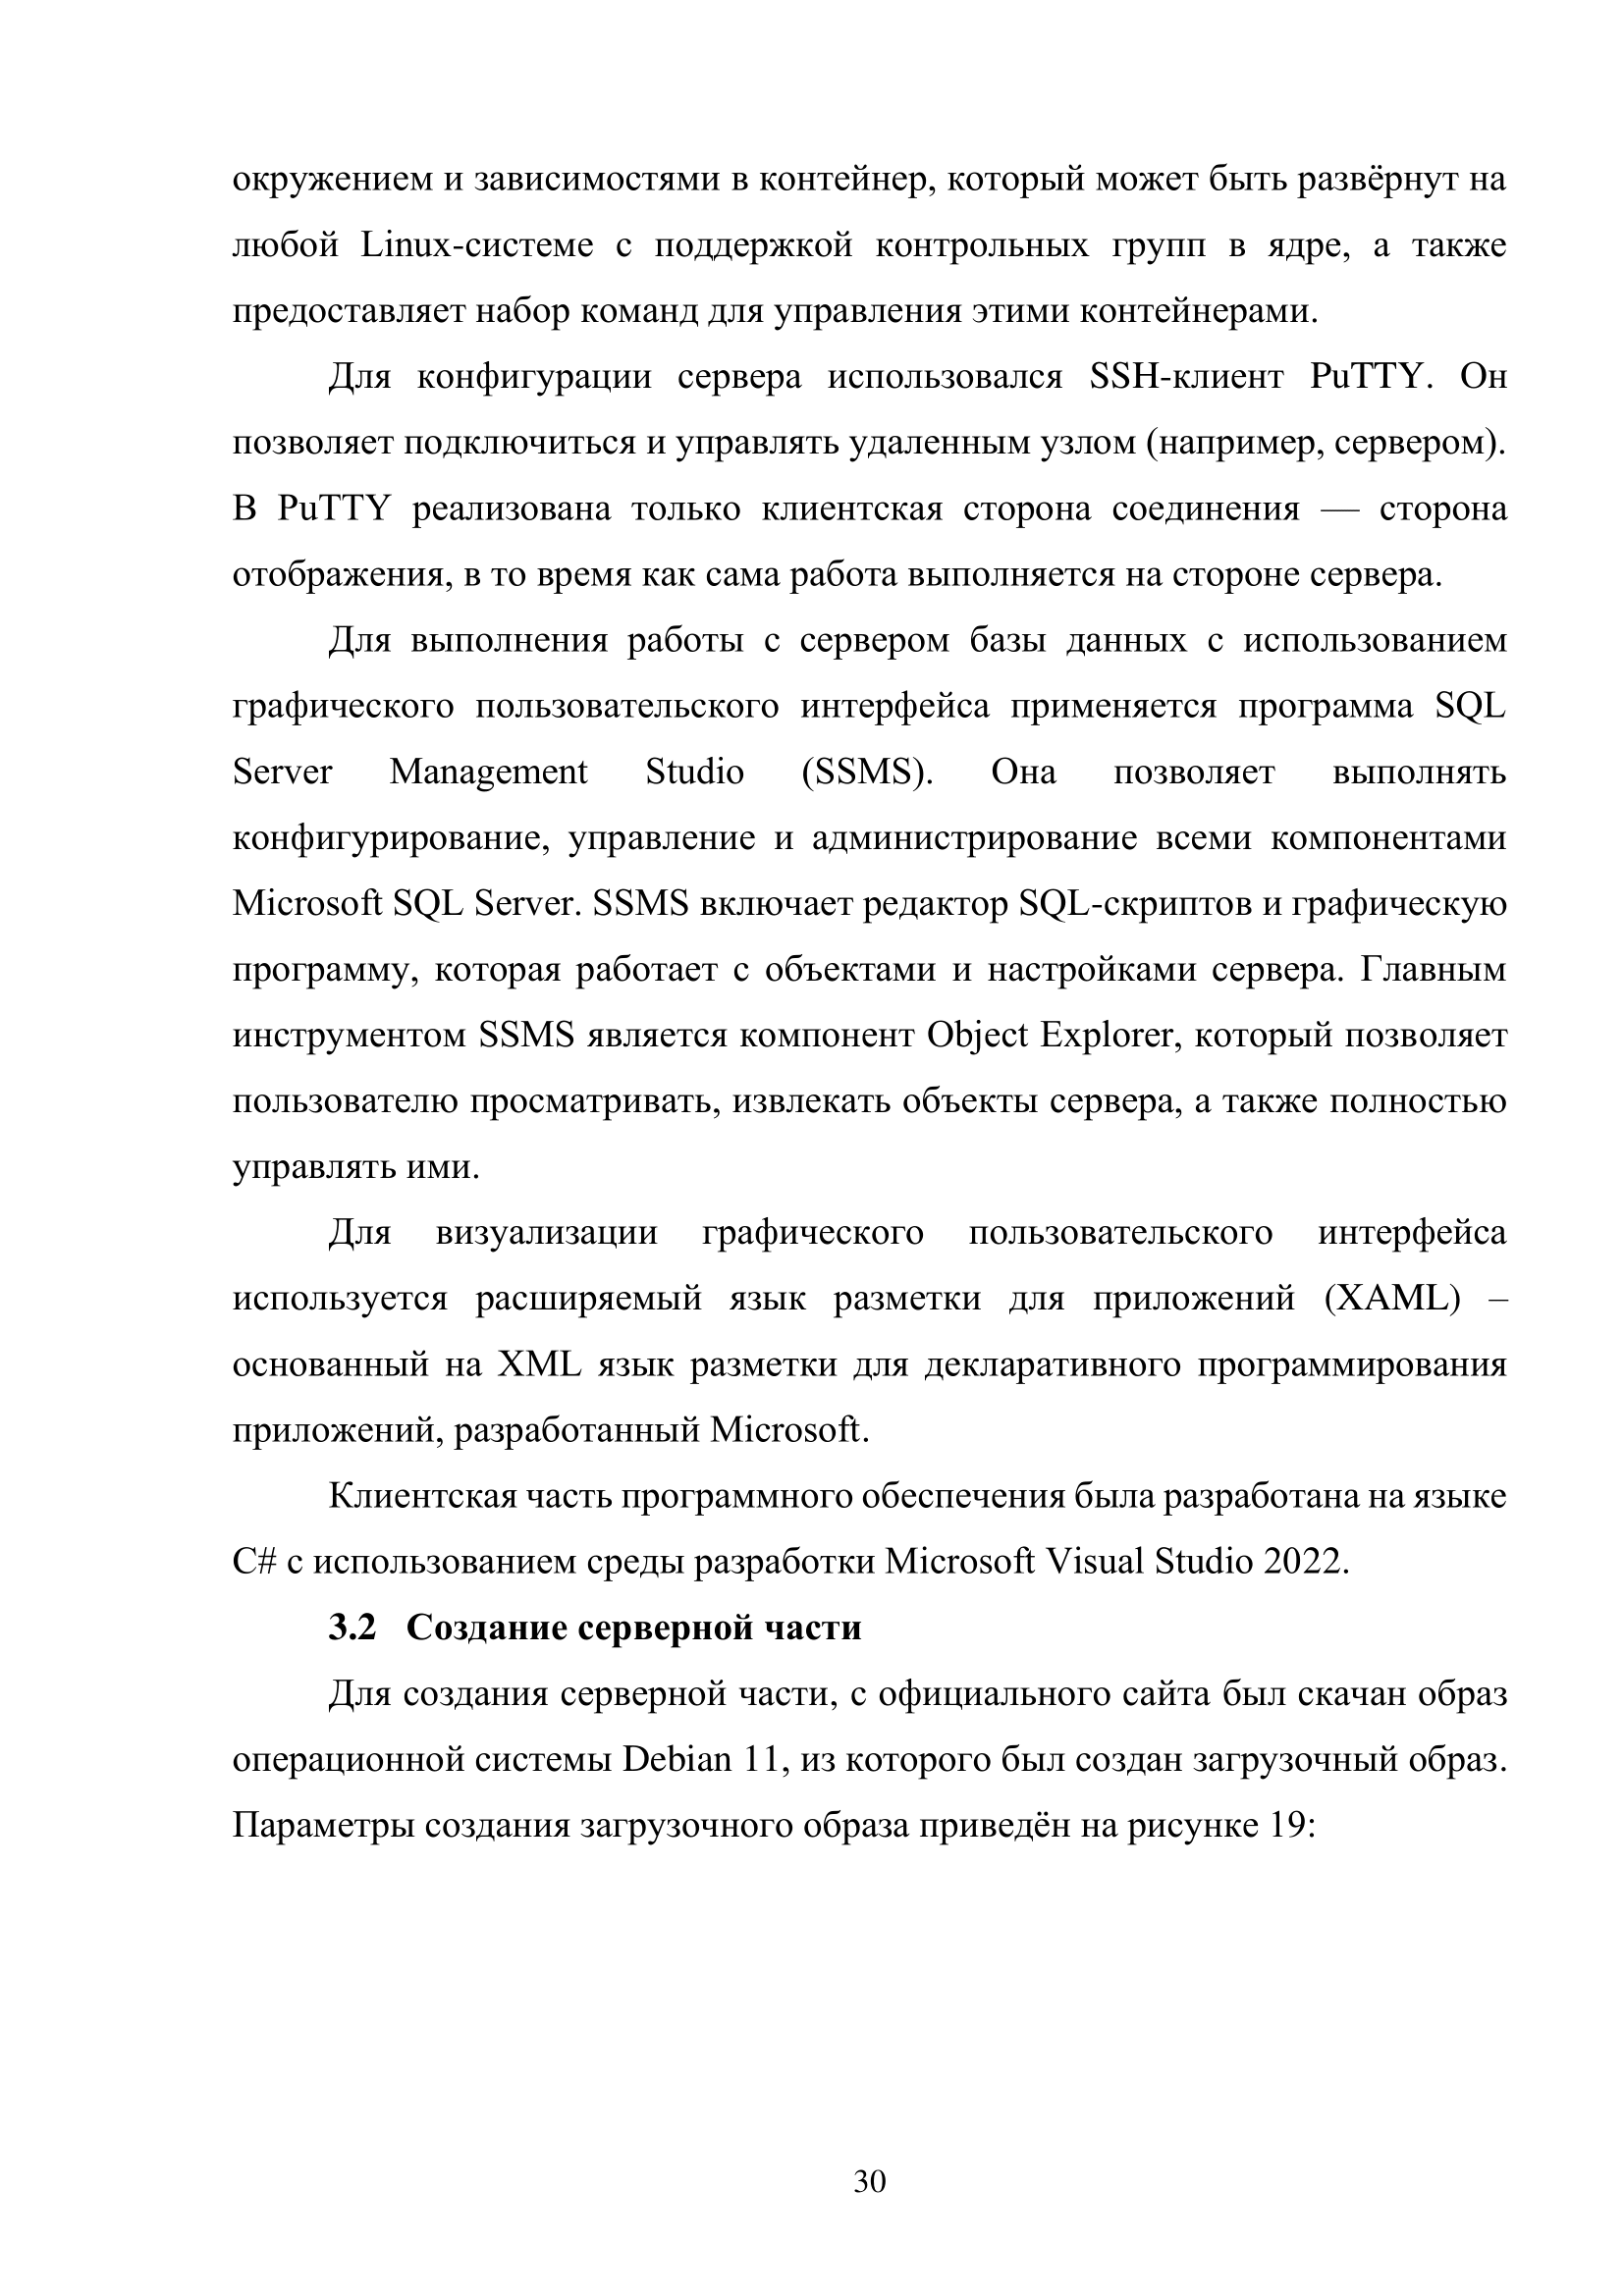 окружением и зависимостями в контейнер, который может быть развёрнут на
любой Linux-системе с поддержкой контрольных групп в ядре, а также
предоставляет набор команд для управления этими контейнерами.
Для конфигурации сервера использовался SSH-клиент PuTTY. Он
позволяет подключиться и управлять удаленным узлом (например, сервером).
В PuTTY реализована только клиентская сторона соединения — сторона
отображения, в то время как сама работа выполняется на стороне сервера.
Для выполнения работы с сервером базы данных с использованием
графического пользовательского интерфейса применяется программа SQL
Server Management Studio (SSMS). Она позволяет выполнять
конфигурирование, управление и администрирование всеми компонентами
Microsoft SQL Server. SSMS включает редактор SQL-скриптов и графическую
программу, которая работает с объектами и настройками сервера. Главным
инструментом SSMS является компонент Object Explorer, который позволяет
пользователю просматривать, извлекать объекты сервера, а также полностью
управлять ими.
Для визуализации графического пользовательского интерфейса
используется расширяемый язык разметки для приложений (XAML) –
основанный на XML язык разметки для декларативного программирования
приложений, разработанный Microsoft.
Клиентская часть программного обеспечения была разработана на языке
C# с использованием среды разработки Microsoft Visual Studio 2022.
3.2 Создание серверной части
Для создания серверной части, с официального сайта был скачан образ
операционной системы Debian 11, из которого был создан загрузочный образ.
Параметры создания загрузочного образа приведён на рисунке 19:
30